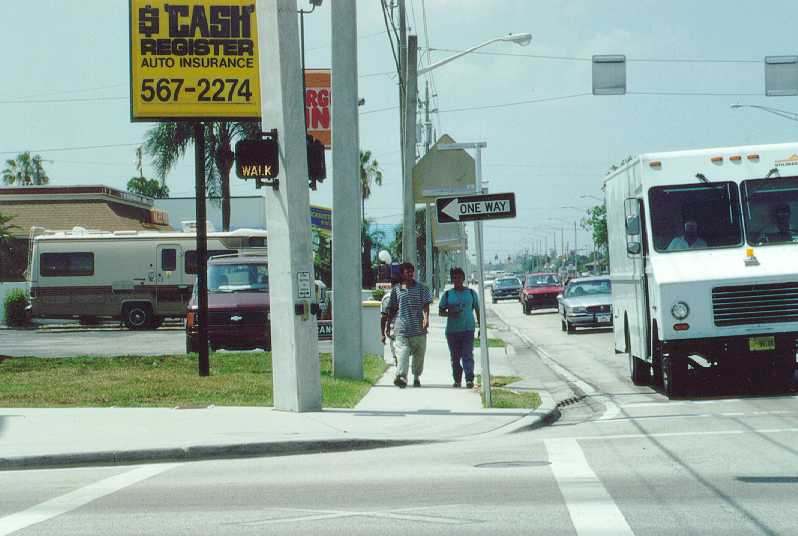 $ "CASH"
REGISTER
AUTO INSURANCE
567-2274
WALK
ONE WAY